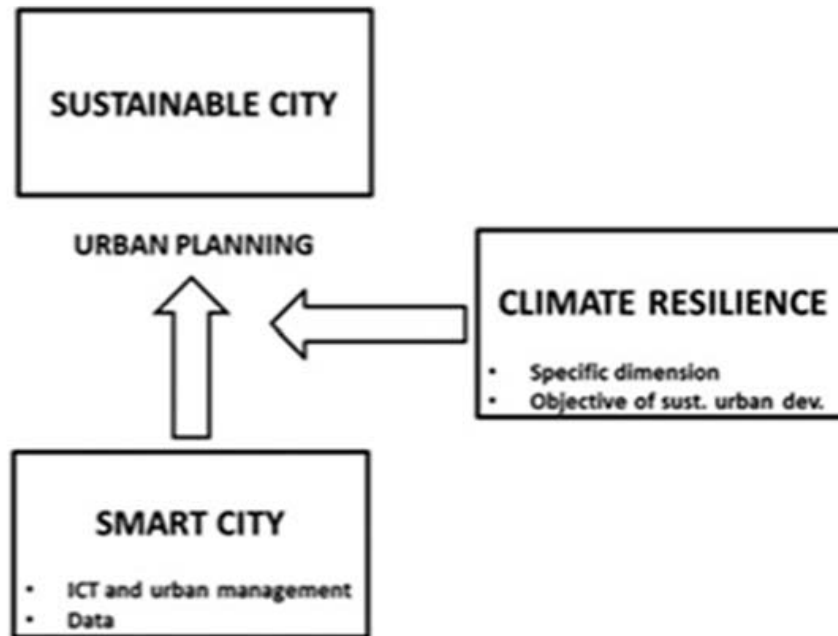 SUSTAINABLE CITY
URBAN PLANNING
CLIMATE RESILIENCE
• Specific dimension
• Objective of sust. urban dev.
SMART CITY
• ICT and urban management
• Data